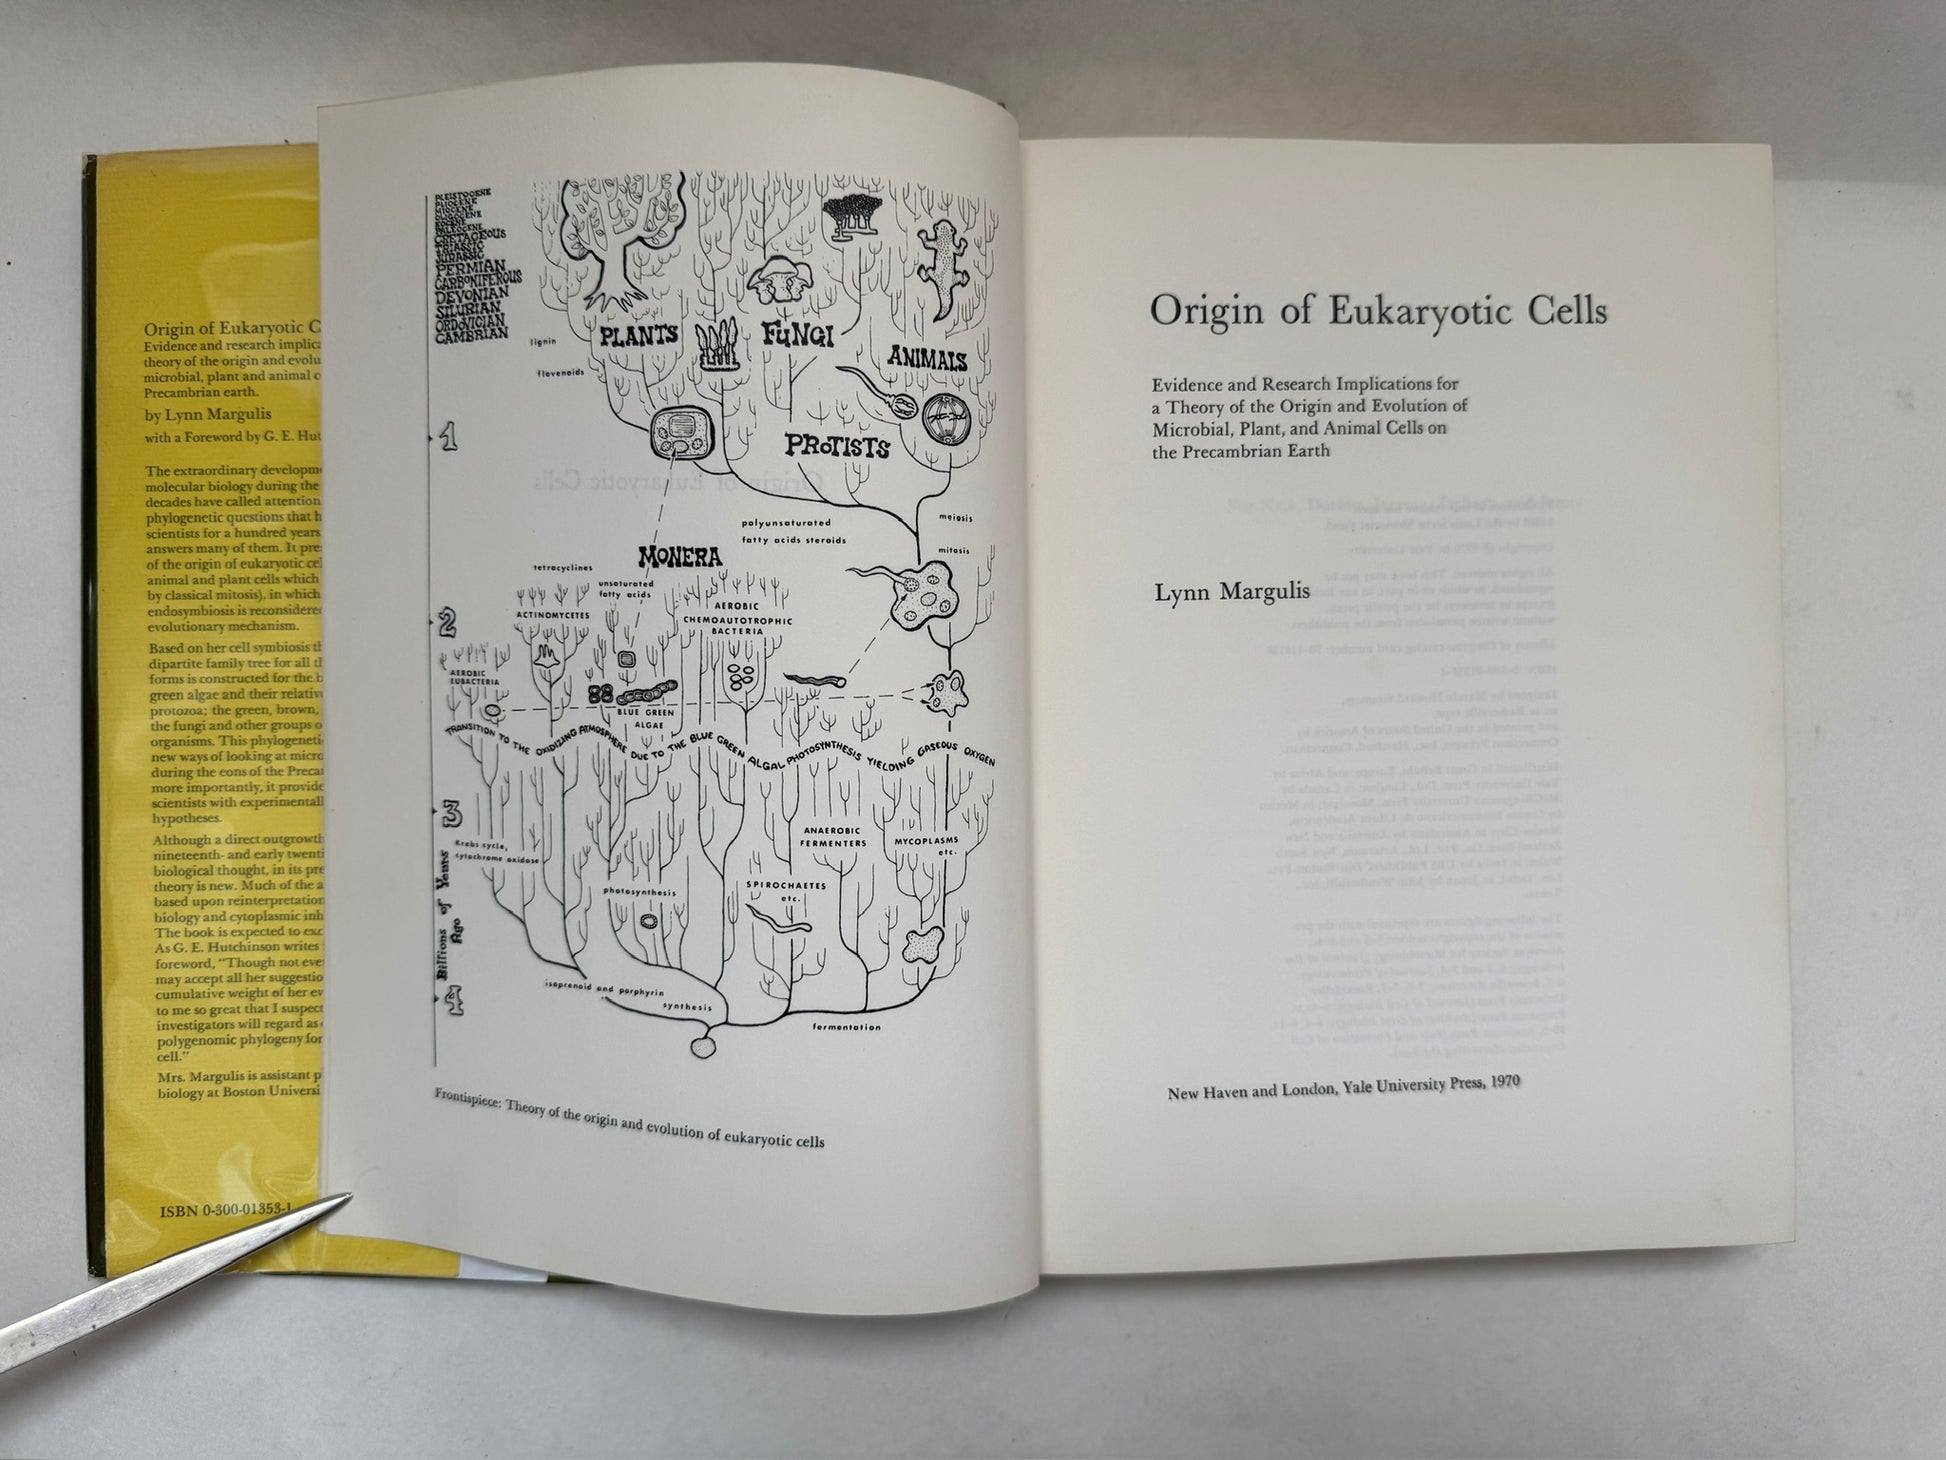 Origin of Eukaryotic C
Evidence and research implica
theory of the origin and evolu
microbial, plant and animal c
Precambrian earth.
by Lynn Margulis
with a Foreword by G. E. Hut
The extraordinary developm
molecular biology during the
decades have called attention
phylogenetic questions that h
scientists for a hundred years
answers many of them. It pre
of the origin of eukaryotic cel
animal and plant cells which
by classical mitosis), in which
endosymbiosis is reconsidered
evolutionary mechanism.
Based on her cell symbiosis th
dipartite family tree for all th
forms is constructed for the b
green algae and their relative
protozoa; the green, brown,
the fungi and other groups o
organisms. This phylogeneti
new ways of looking at micro
during the eons of the Preca
more importantly, it provide
scientists with experimentall
hypotheses.
Although a direct outgrowth
nineteenth- and early twenti
biological thought, in its pre
theory is new. Much of the a
based upon reinterpretation
biology and cytoplasmic inh
The book is expected to exc
As G. E. Hutchinson writes
foreword, "Though not eve
may accept all her suggestio
cumulative weight of her ev
to me so great that I suspect
investigators will regard as
polygenomic phylogeny for
cell."
Mrs. Margulis is assistant p
biology at Boston Universi
ISBN 0-300-01353-1
PLEISTOCENE
PLIOCENE
MIOCENE
OLIGOCENE
EOCENE
PALEOCENE
CRETACEOUS
TRIASSIC
JURASSIC
PERMIAN
CARBONIFEROUS
DEVONIAN
SILURIAN
ORDOVICIAN
CAMBRIAN
lignin
flavenoids
PLANTS
FUNGI
ANIMALS
1
PROTISTS
polyunsaturated
fatty acids steroids
meiosis
mitosis
MONERA
tetracyclines
unsaturated
fatty acids
2
ACTINOMYCETES
AEROBIC
CHEMOAUTOTROPHIC
BACTERIA
AEROBIC
EUBACTERIA
BLUE GREEN
ALGAE
TRANSITION TO THE OXIDIZING ATMOSPHERE DUE TO THE BLUE GREEN ALGAL PHOTOSYNTHESIS YIELDING GASEOUS OXYGEN
3
Krebs cycle,
cytochrome oxidase
ANAEROBIC
FERMENTERS
MYCOPLASMS
etc.
photosynthesis
SPIROCHAETES
etc.
Billions of Years
Ago
4
isoprenoid and porphyrin
synthesis
fermentation
Frontispiece: Theory of the origin and evolution of eukaryotic cells
Origin of Eukaryotic Cells
Evidence and Research Implications for
a Theory of the Origin and Evolution of
Microbial, Plant, and Animal Cells on
the Precambrian Earth
Lynn Margulis
New Haven and London, Yale University Press, 1970